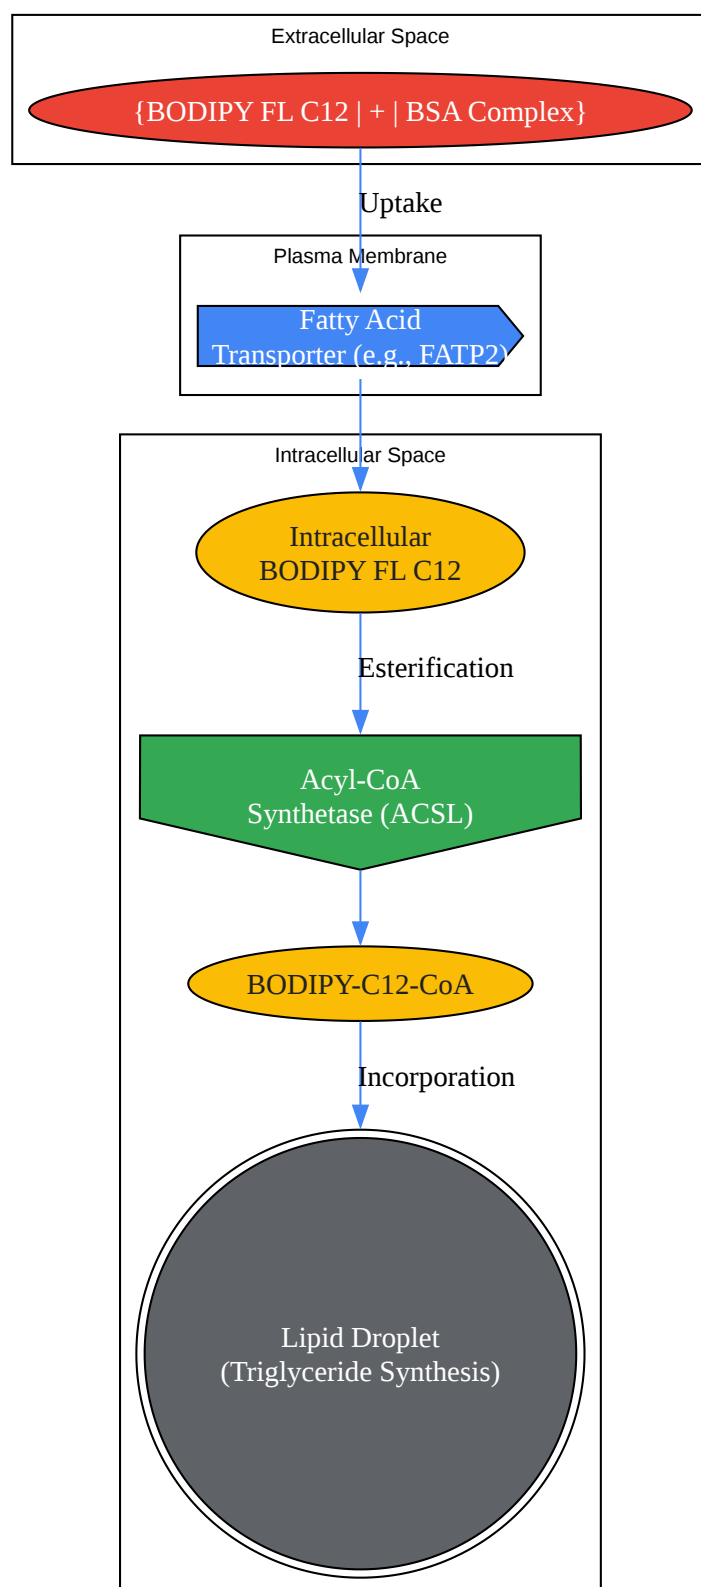 Extracellular Space
{BODIPY FL C12 | + | BSA Complex}
Uptake
Plasma Membrane
Fatty Acid
Transporter (e.g., FATP2)
Intracellular Space
Intracellular
BODIPY FL C12
Esterification
Acyl-CoA
Synthetase (ACSL)
BODIPY-C12-CoA
Incorporation
Lipid Droplet
(Triglyceride Synthesis)